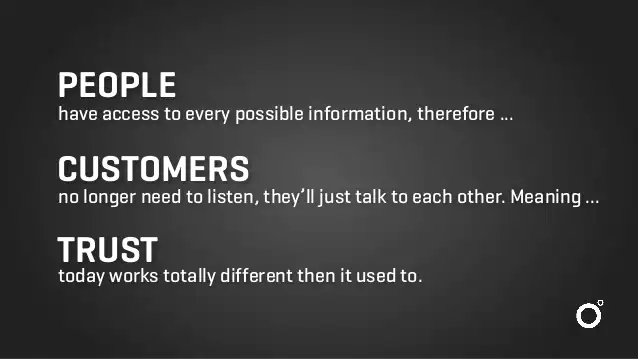 PEOPLE
have access to every possible information, therefore ...
CUSTOMERS
no longer need to listen, they'll just talk to each other. Meaning ...
TRUST
today works totally different then it used to.